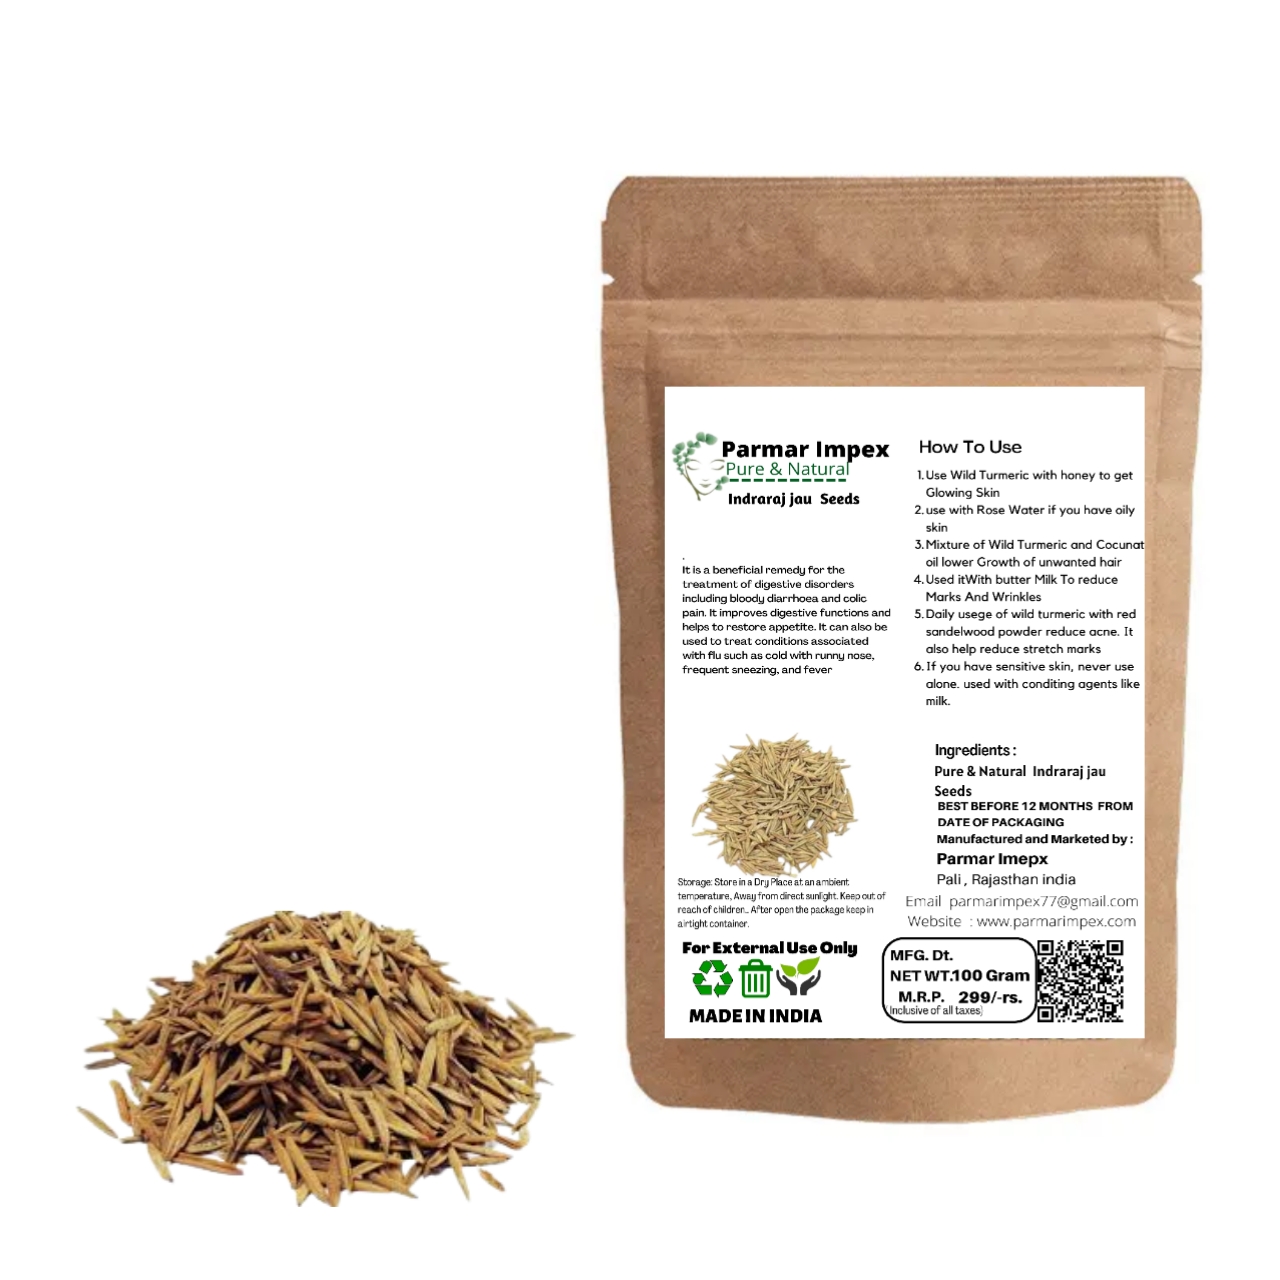 Parmar Impex
Pure & Natural
Indraraj jau Seeds
.
It is a beneficial remedy for the
treatment of digestive disorders
including bloody diarrhoea and colic
pain. It improves digestive functions and
helps to restore appetite. It can also be
used to treat conditions associated
with flu such as cold with runny nose,
frequent sneezing, and fever
Storage: Store in a Dry Place at an ambient
temperature, Away from direct sunlight. Keep out of
reach of children.. After open the package keep in
airtight container.
For External Use Only
MADE IN INDIA
How To Use
1. Use Wild Turmeric with honey to get
Glowing Skin
2. use with Rose Water if you have oily
skin
3. Mixture of Wild Turmeric and Cocunat
oil lower Growth of unwanted hair
4. Used itWith butter Milk To reduce
Marks And Wrinkles
5. Daily usege of wild turmeric with red
sandelwood powder reduce acne. It
also help reduce stretch marks
6. If you have sensitive skin, never use
alone. used with conditing agents like
milk.
Ingredients :
Pure & Natural Indraraj jau
Seeds
BEST BEFORE 12 MONTHS FROM
DATE OF PACKAGING
Manufactured and Marketed by :
Parmar Imepx
Pali , Rajasthan india
Email parmarimpex77@gmail.com
Website : www.parmarimpex.com
MFG. Dt.
NET WT.100 Gram
M.R.P. 299/-rs.
(Inclusive of all taxes)